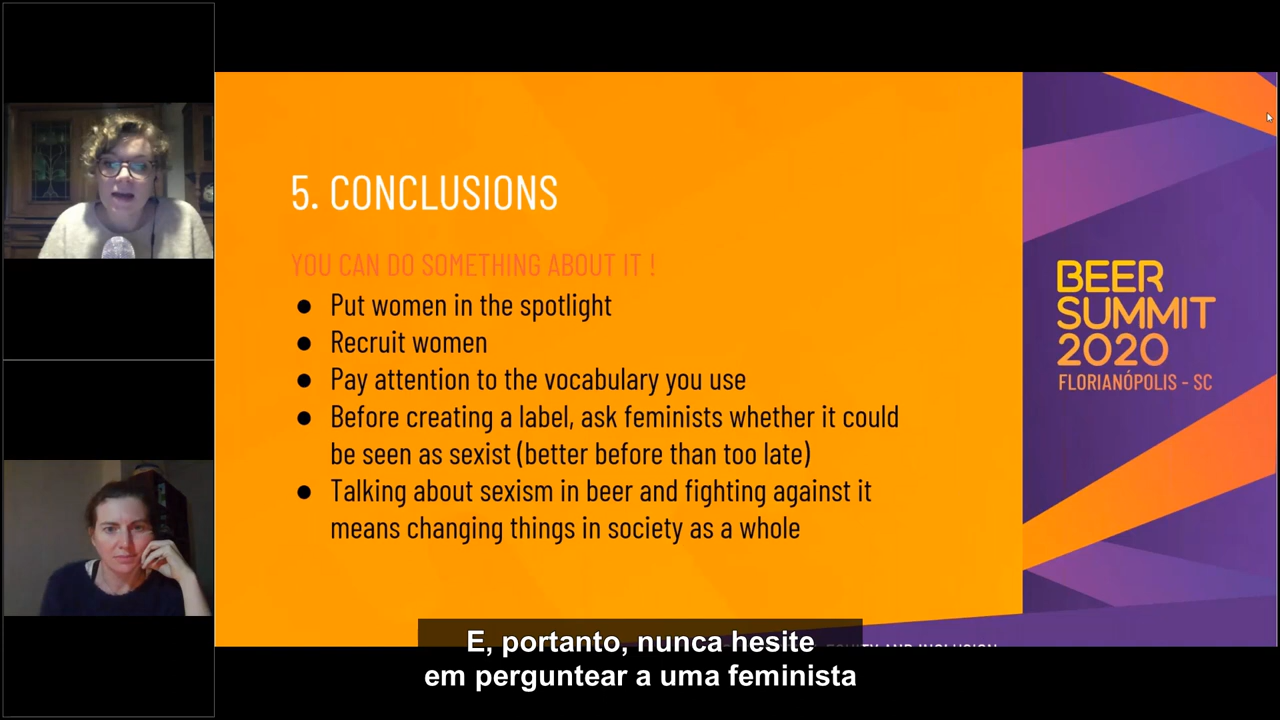 5. CONCLUSIONS
YOU CAN DO SOMETHING ABOUT IT !
● Put women in the spotlight
● Recruit women
● Pay attention to the vocabulary you use
● Before creating a label, ask feminists whether it could
be seen as sexist (better before than too late)
● Talking about sexism in beer and fighting against it
means changing things in society as a whole
BEER
SUMMIT
2020
FLORIANÓPOLIS - SC
AND INCLUSION
E, portanto, nunca hesite
em perguntear a uma feminista